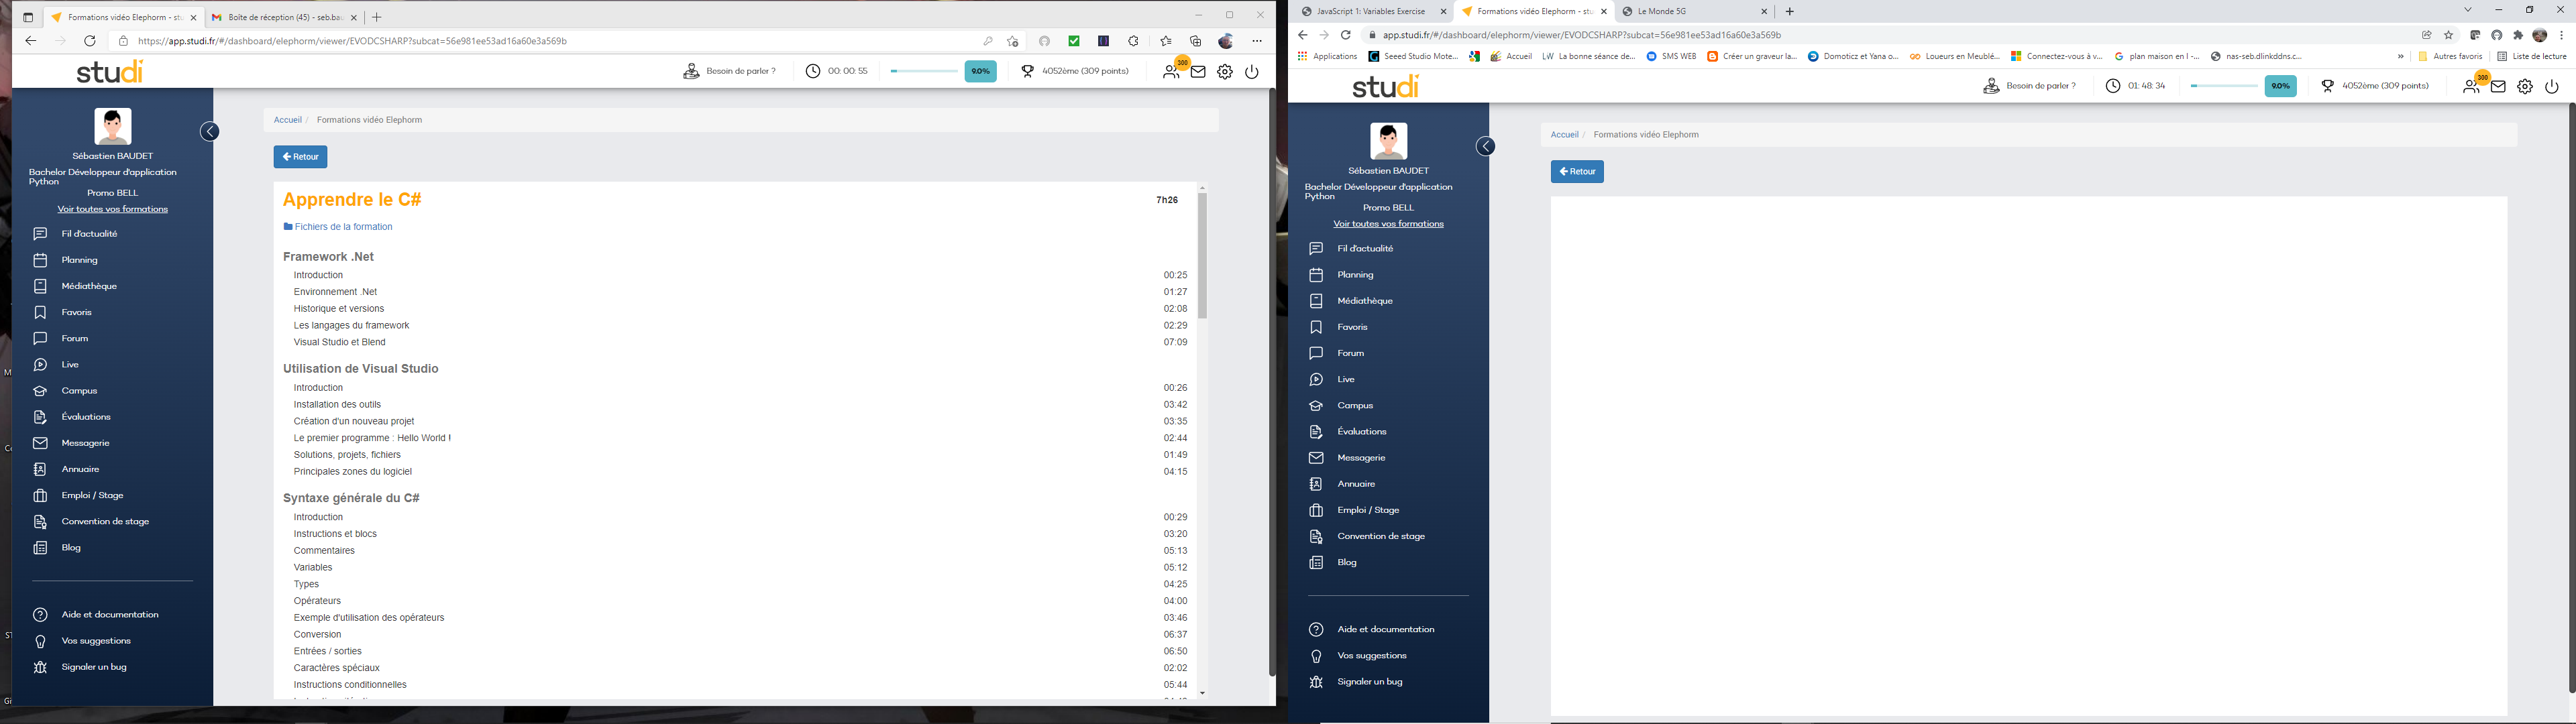 Formations vidéo Elephorm - stu
Boîte de réception (45) - seb.bau
https://app.studi.fr/#/dashboard/elephorm/viewer/EVODCSHARP?subcat=56e981ee53ad16a60e3a569b
studi
Besoin de parler ?
00: 00: 55
9.0%
4052ème (309 points)
300
Sébastien BAUDET
Bachelor Développeur d'application
Python
Promo BELL
Voir toutes vos formations
Fil d'actualité
Planning
Médiathèque
Favoris
Forum
Live
Campus
Évaluations
Messagerie
Annuaire
Emploi / Stage
Convention de stage
Blog
Aide et documentation
Vos suggestions
Signaler un bug
Accueil / Formations vidéo Elephorm
Retour
Apprendre le C# 7h26
Fichiers de la formation
Framework .Net
Introduction 00:25
Environnement .Net 01:27
Historique et versions 02:08
Les langages du framework 02:29
Visual Studio et Blend 07:09
Utilisation de Visual Studio
Introduction 00:26
Installation des outils 03:42
Création d'un nouveau projet 03:35
Le premier programme : Hello World ! 02:44
Solutions, projets, fichiers 01:49
Principales zones du logiciel 04:15
Syntaxe générale du C#
Introduction 00:29
Instructions et blocs 03:20
Commentaires 05:13
Variables 05:12
Types 04:25
Opérateurs 04:00
Exemple d'utilisation des opérateurs 03:46
Conversion 06:37
Entrées / sorties 06:50
Caractères spéciaux 02:02
Instructions conditionnelles 05:44
JavaScript 1: Variables Exercise
Formations vidéo Elephorm - stu
Le Monde 5G
app.studi.fr/#/dashboard/elephorm/viewer/EVODCSHARP?subcat=56e981ee53ad16a60e3a569b
Applications
Seeed Studio Mote...
Accueil
LW La bonne séance de...
SMS WEB
Créer un graveur la...
Domoticz et Yana o...
Loueurs en Meublé...
Connectez-vous à v...
plan maison en l -...
nas-seb.dlinkddns.c...
»
Autres favoris
Liste de lecture
studi
Besoin de parler ?
01: 48: 34
9.0%
4052ème (309 points)
300
Sébastien BAUDET
Bachelor Développeur d'application
Python
Promo BELL
Voir toutes vos formations
Fil d'actualité
Planning
Médiathèque
Favoris
Forum
Live
Campus
Évaluations
Messagerie
Annuaire
Emploi / Stage
Convention de stage
Blog
Aide et documentation
Vos suggestions
Signaler un bug
Accueil / Formations vidéo Elephorm
Retour